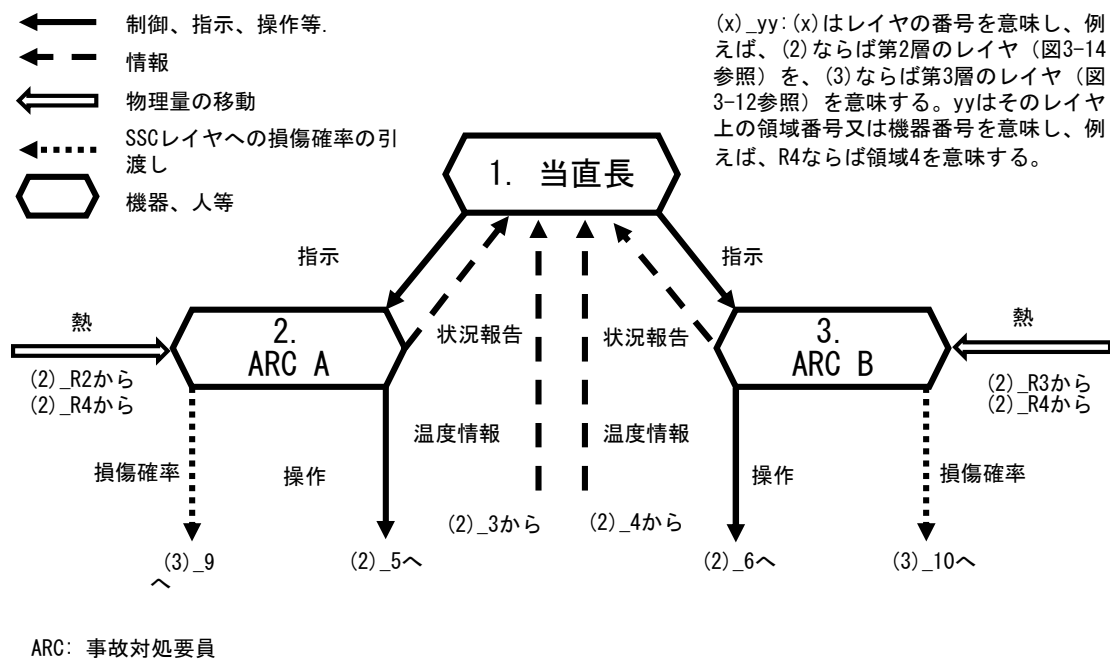 制御、指示、操作等.
情報
物理量の移動
SSCレイヤへの損傷確率の引
渡し
機器、人等
(x)_yy:(x)はレイヤの番号を意味し、例
えば、(2)ならば第2層のレイヤ（図3-14
参照）を、(3)ならば第3層のレイヤ（図
3-12参照）を意味する。yyはそのレイヤ
上の領域番号又は機器番号を意味し、例
えば、R4ならば領域4を意味する。
1. 当直長
指示
指示
熱
2.
ARC A
状況報告
状況報告
3.
ARC B
熱
(2)_R2から
(2)_R4から
(2)_R3から
(2)_R4から
損傷確率
操作
温度情報
温度情報
操作
損傷確率
(3)_9
へ
(2)_5へ
(2)_3から
(2)_4から
(2)_6へ
(3)_10へ
ARC: 事故対処要員